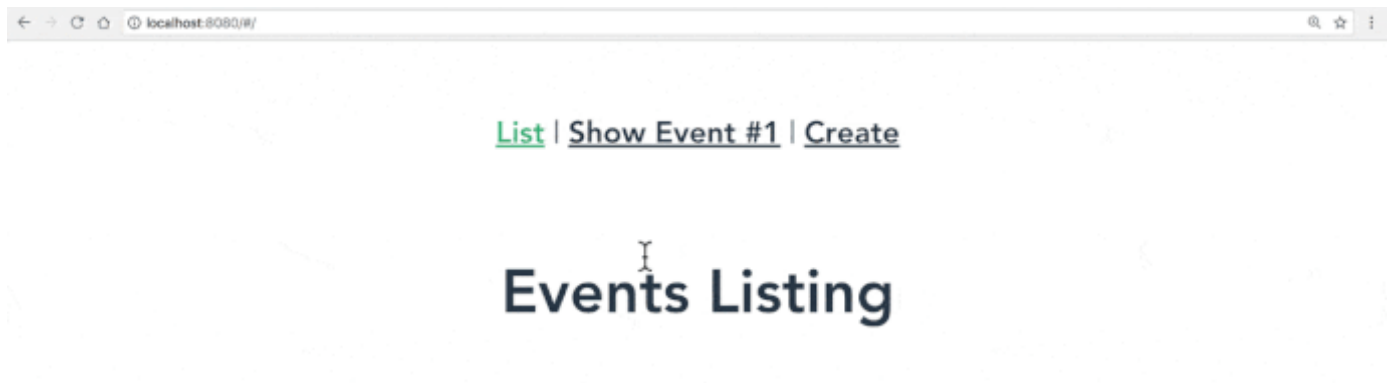 localhost:8080/#/
List | Show Event #1 | Create
Events Listing